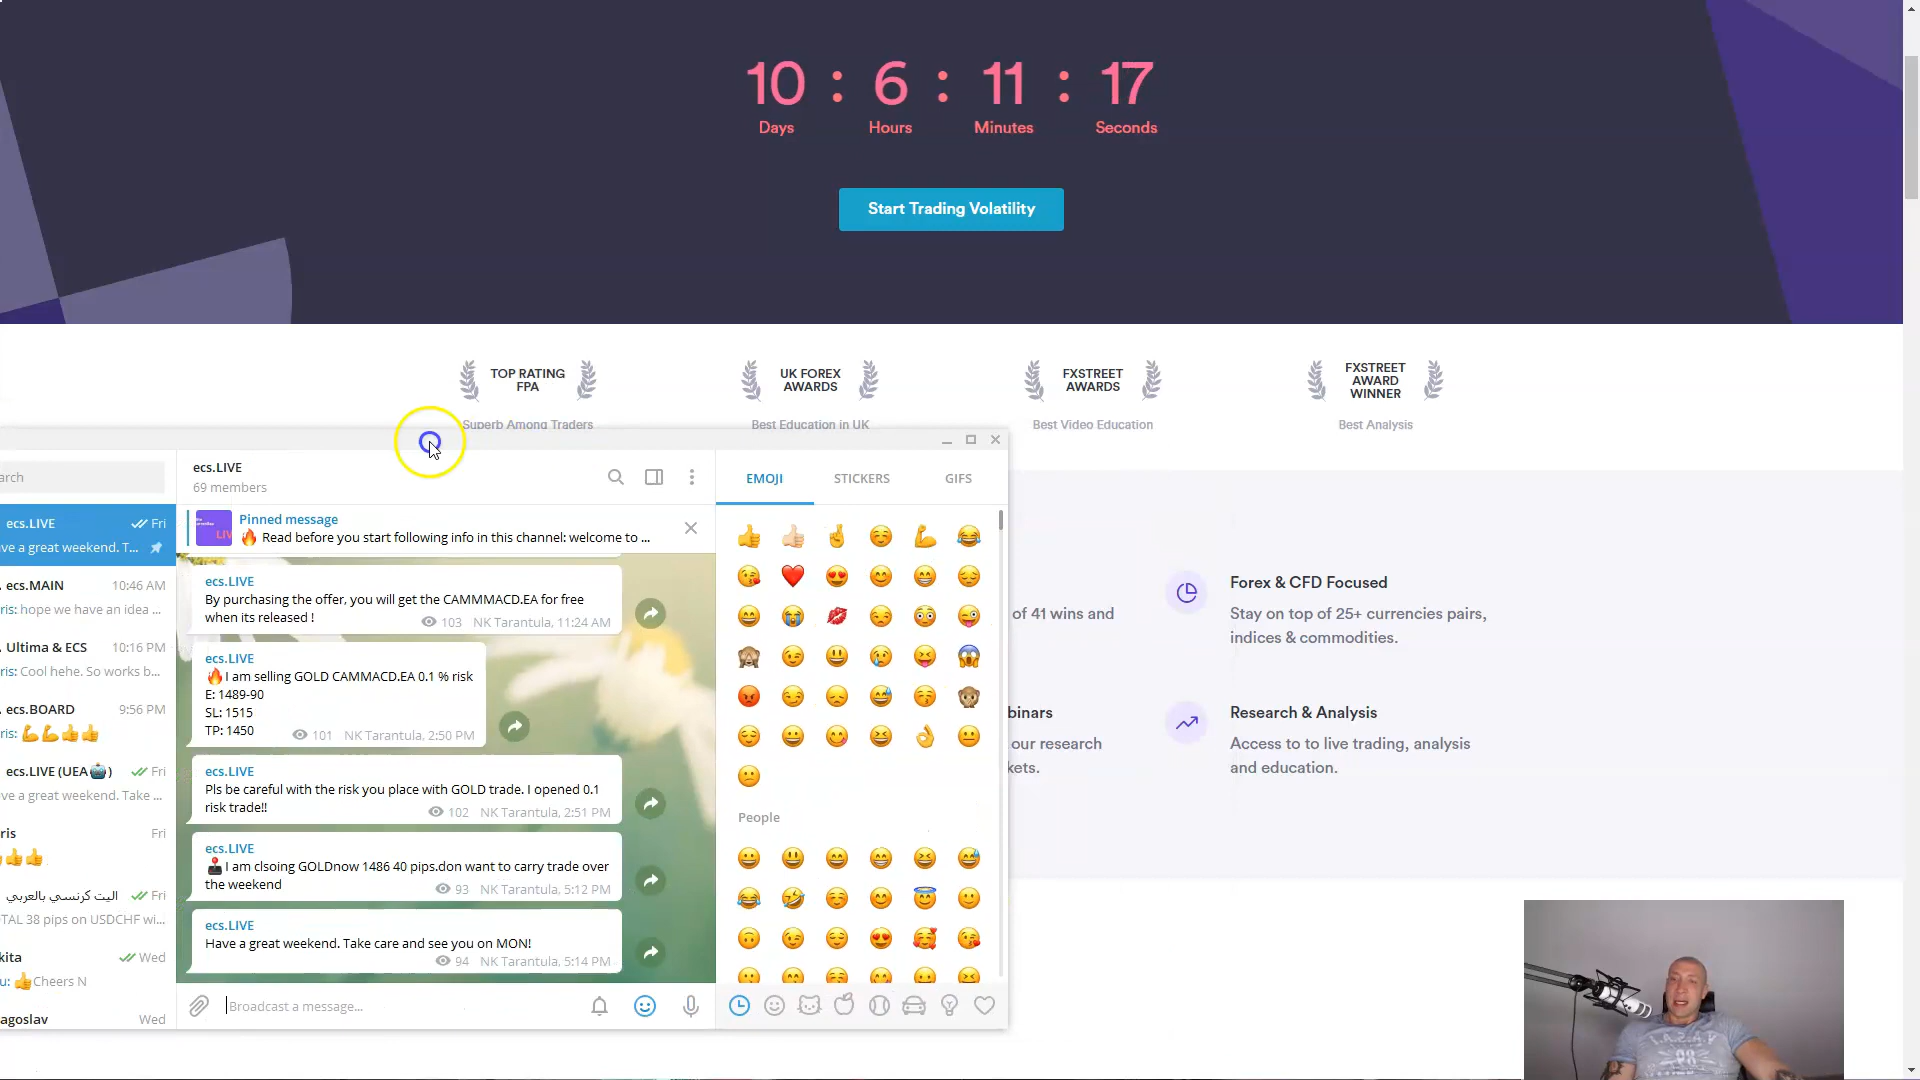 10 : 6 : 11 : 17
Days Hours Minutes Seconds
Start Trading Volatility
TOP RATING
FPA
Superb Among Traders
UK FOREX
AWARDS
Best Education in UK
FXSTREET
AWARDS
Best Video Education
FXSTREET
AWARD
WINNER
Best Analysis
arch
ecs.LIVE Fri
ve a great weekend. T...
ecs.MAIN 10:46 AM
ris: hope we have an idea ...
Ultima & ECS 10:16 PM
ris: Cool hehe. So works b...
ecs.BOARD 9:56 PM
ris: 💪💪👍👍
ecs.LIVE (UEA🤖) Fri
ve a great weekend. Take ...
ris Fri
👍👍
اليت كرنسي بالعربي Fri
OTAL 38 pips on USDCHF wi...
kita Wed
u: 👍Cheers N
agoslav Wed
ecs.LIVE
69 members
Pinned message
🔥 Read before you start following info in this channel: welcome to ...
LIV
ecs.LIVE
By purchasing the offer, you will get the CAMMMACD.EA for free
when its released !
103 NK Tarantula, 11:24 AM
ecs.LIVE
🔥I am selling GOLD CAMMACD.EA 0.1 % risk
E: 1489-90
SL: 1515
TP: 1450
101 NK Tarantula, 2:50 PM
ecs.LIVE
Pls be careful with the risk you place with GOLD trade. I opened 0.1
risk trade!!
102 NK Tarantula, 2:51 PM
ecs.LIVE
🕹I am clsoing GOLDnow 1486 40 pips.don want to carry trade over
the weekend
93 NK Tarantula, 5:12 PM
ecs.LIVE
Have a great weekend. Take care and see you on MON!
94 NK Tarantula, 5:14 PM
Broadcast a message...
EMOJI STICKERS GIFS
People
of 41 wins and
Forex & CFD Focused
Stay on top of 25+ currencies pairs,
indices & commodities.
binars
our research
kets.
Research & Analysis
Access to to live trading, analysis
and education.